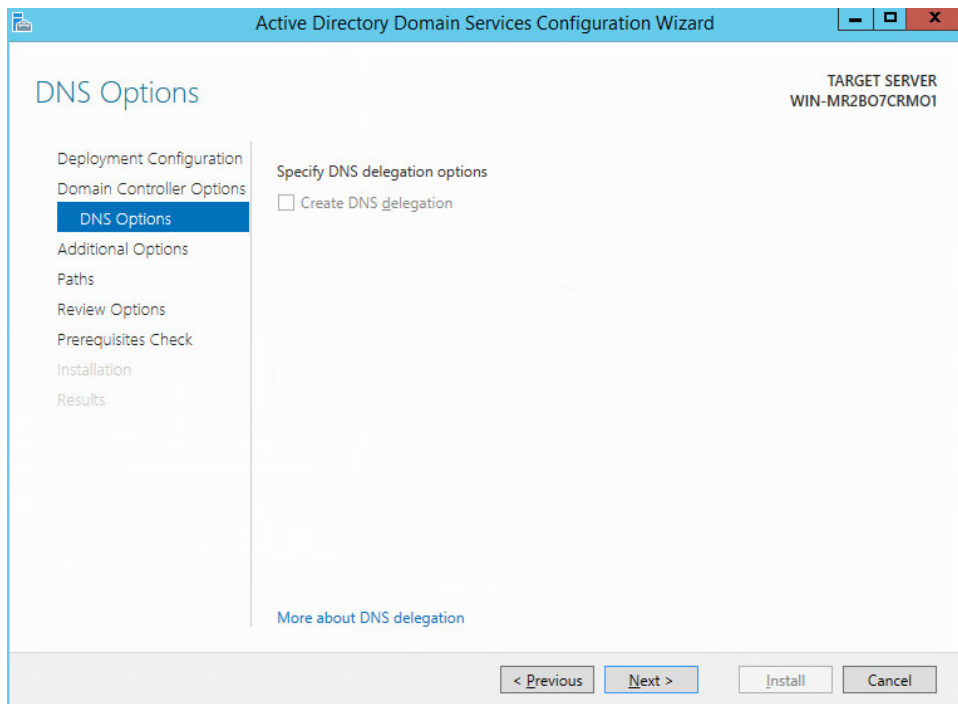 Active Directory Domain Services Configuration Wizard
DNS Options
TARGET SERVER
WIN-MR2BO7CRMO1
Deployment Configuration
Domain Controller Options
DNS Options
Additional Options
Paths
Review Options
Prerequisites Check
Installation
Results
Specify DNS delegation options
Create DNS delegation
More about DNS delegation
< Previous
Next >
Install
Cancel